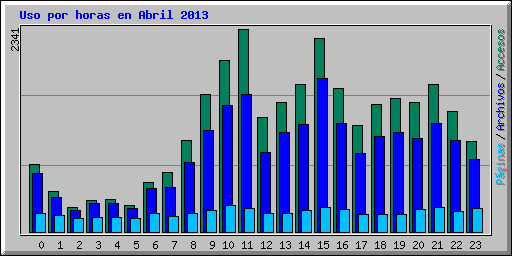 Uso por horas en Abril 2013
2341
Páginas / Archivos / Accesos
0 1 2 3 4 5 6 7 8 9 10 11 12 13 14 15 16 17 18 19 20 21 22 23